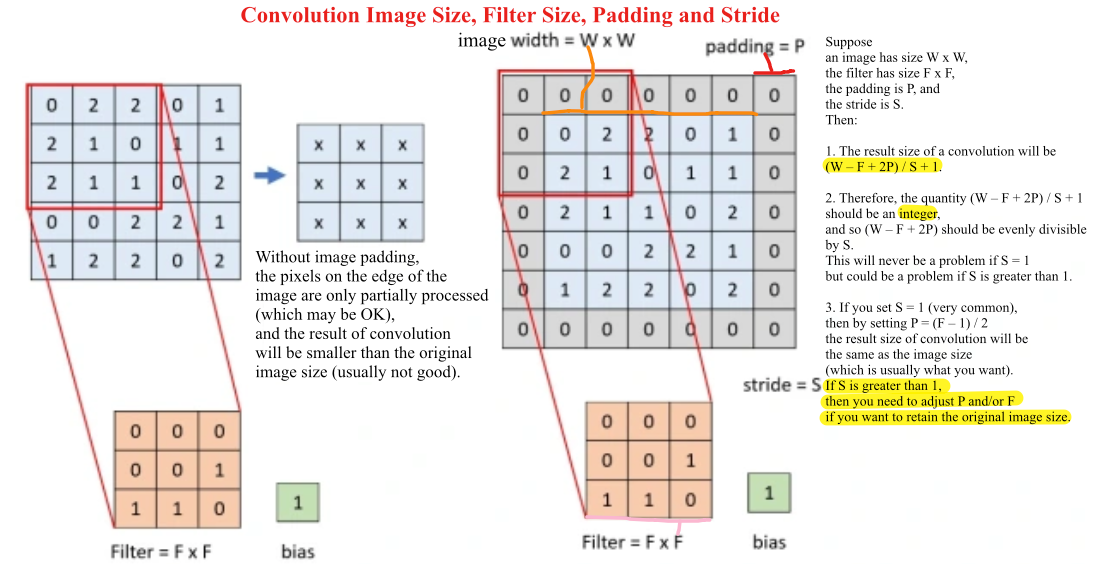 Convolution Image Size, Filter Size, Padding and Stride
0 2 2 0 1
2 1 0 1 1
2 1 1 0 2
0 0 2 2 1
1 2 2 0 2
x x x
x x x
x x x
Without image padding,
the pixels on the edge of the
image are only partially processed
(which may be OK),
and the result of convolution
will be smaller than the original
image size (usually not good).
0 0 0
0 0 1
1 1 0
Filter = F x F
1
bias
image width = W x W
padding = P
0 0 0 0 0 0 0
0 0 2 2 0 1 0
0 2 1 0 1 1 0
0 2 1 1 0 2 0
0 0 0 2 2 1 0
0 1 2 2 0 2 0
0 0 0 0 0 0 0
stride = S
0 0 0
0 0 1
1 1 0
Filter = F x F
1
bias
Suppose
an image has size W x W,
the filter has size F x F,
the padding is P, and
the stride is S.
Then:
1. The result size of a convolution will be
(W – F + 2P) / S + 1.
2. Therefore, the quantity (W – F + 2P) / S + 1
should be an integer,
and so (W – F + 2P) should be evenly divisible
by S.
This will never be a problem if S = 1
but could be a problem if S is greater than 1.
3. If you set S = 1 (very common),
then by setting P = (F – 1) / 2
the result size of convolution will be
the same as the image size
(which is usually what you want).
If S is greater than 1,
then you need to adjust P and/or F
if you want to retain the original image size.